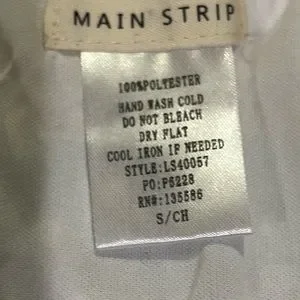 MAIN STRIP
100%POLYESTER
HAND WASH COLD
DO NOT BLEACH
DRY FLAT
COOL IRON IF NEEDED
STYLE:LS40057
PO:P6228
RN#:135586
S/CH